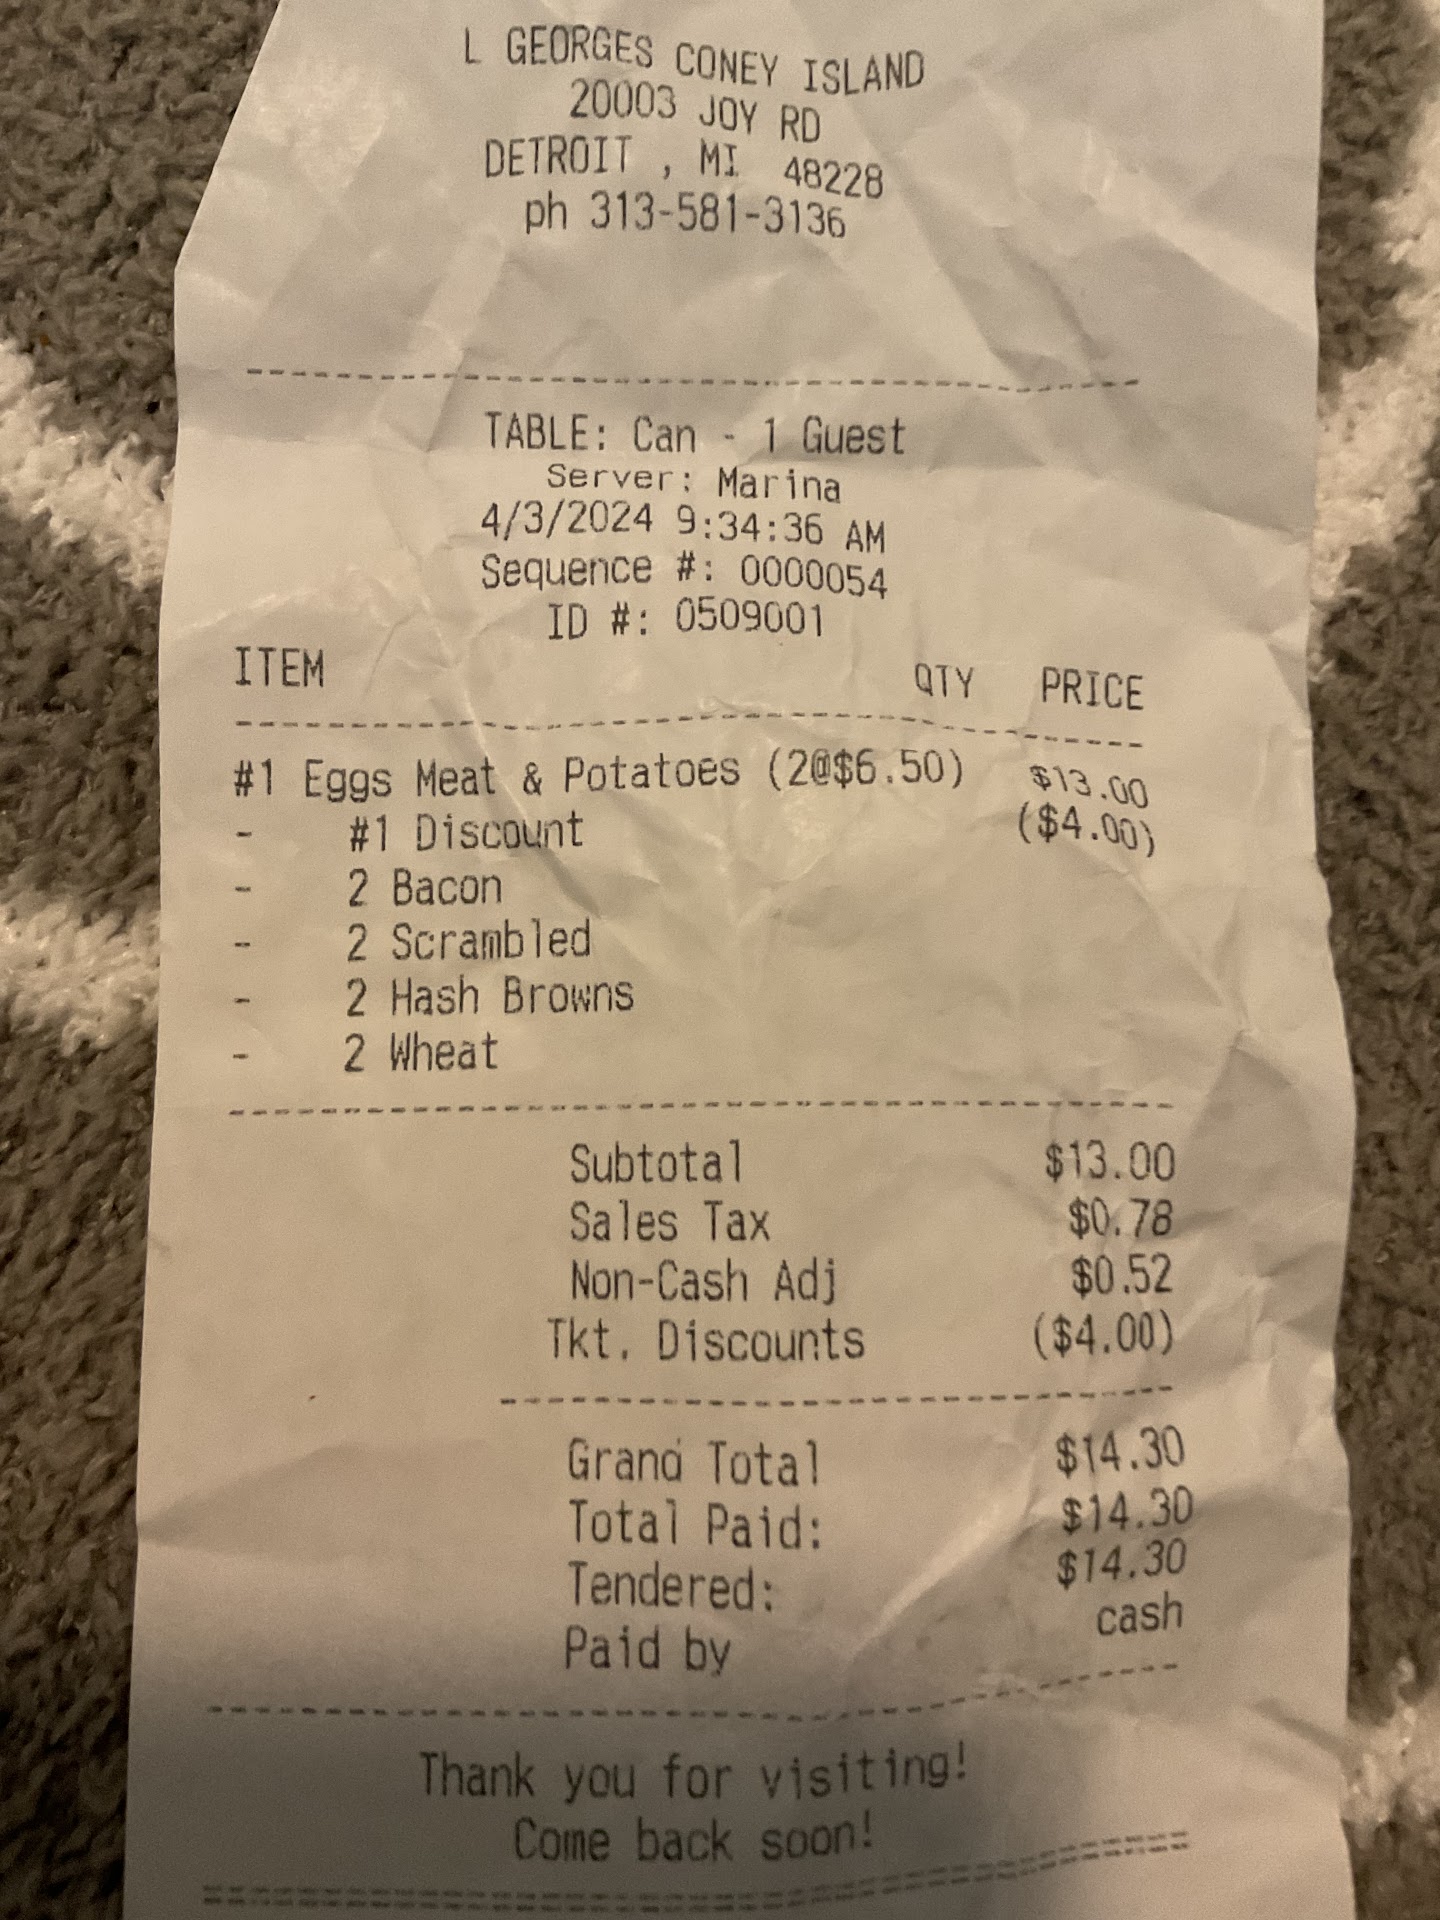 L GEORGES CONEY ISLAND
20003 JOY RD
DETROIT , MI 48228
ph 313-581-3136
TABLE: Can - 1 Guest
Server: Marina
4/3/2024 9:34:36 AM
Sequence #: 0000054
ID #: 0509001
ITEM QTY PRICE
#1 Eggs Meat & Potatoes (2@$6.50) $13.00
- #1 Discount ($4.00)
- 2 Bacon
- 2 Scrambled
- 2 Hash Browns
- 2 Wheat
Subtotal $13.00
Sales Tax $0.78
Non-Cash Adj $0.52
Tkt. Discounts ($4.00)
Grand Total $14.30
Total Paid: $14.30
Tendered: $14.30
Paid by cash
Thank you for visiting!
Come back soon!